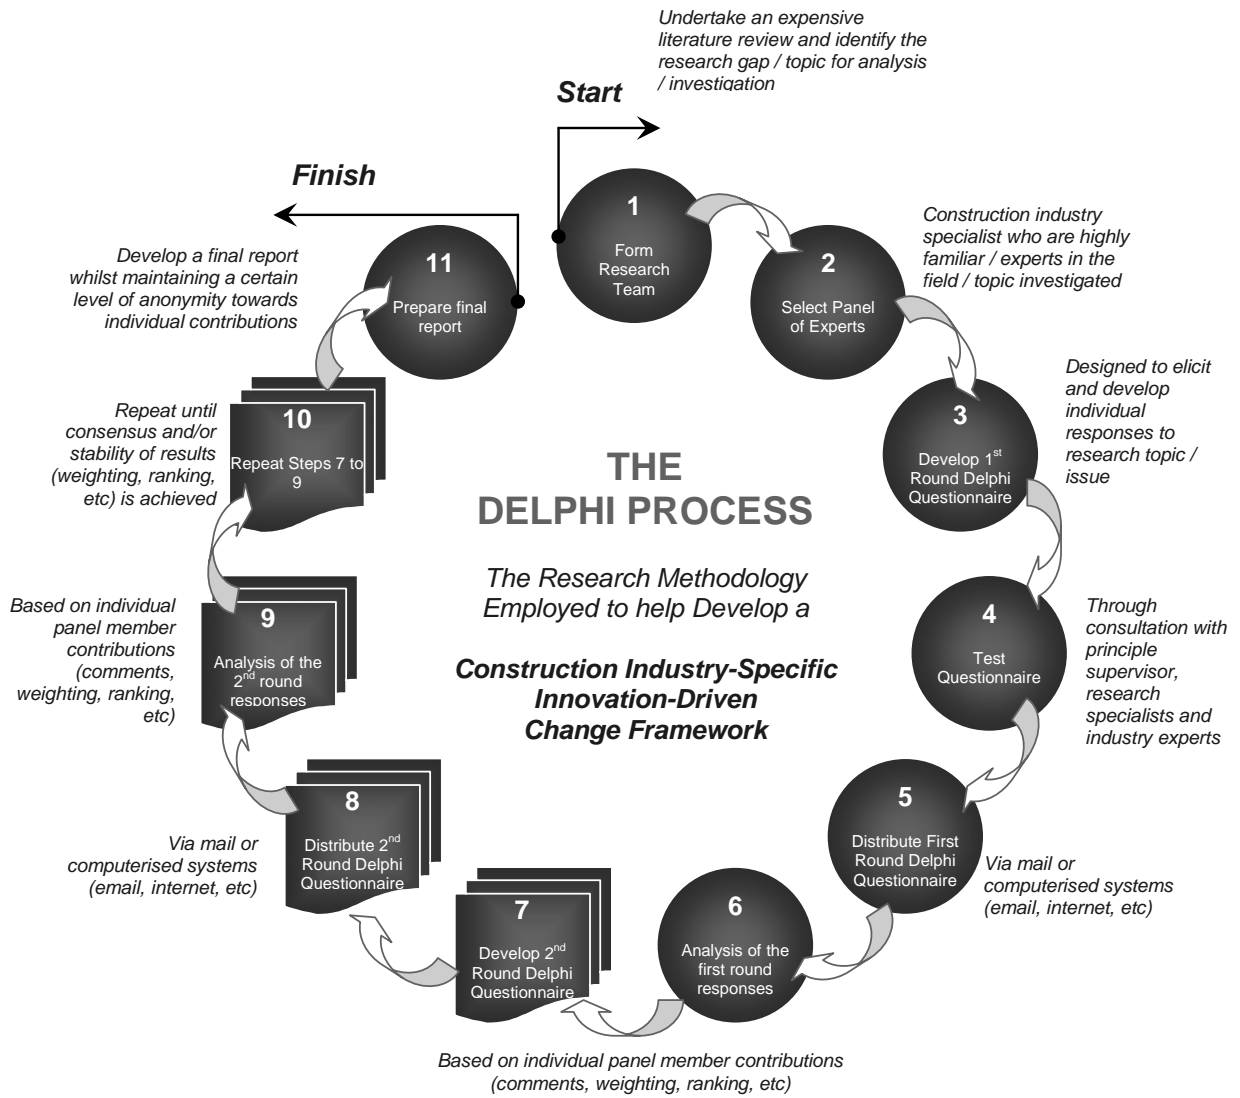 Undertake an expensive
literature review and identify the
research gap / topic for analysis
/ investigation
Start
Finish
1
Form
Research
Team
2
Select Panel
of Experts
Construction industry
specialist who are highly
familiar / experts in the
field / topic investigated
3
Develop 1st
Round Delphi
Questionnaire
Designed to elicit
and develop
individual
responses to
research topic /
issue
4
Test
Questionnaire
Through
consultation with
principle
supervisor,
research
specialists and
industry experts
5
Distribute First
Round Delphi
Questionnaire
Via mail or
computerised systems
(email, internet, etc)
6
Analysis of the
first round
responses
Based on individual panel member contributions
(comments, weighting, ranking, etc)
7
Develop 2nd
Round Delphi
Questionnaire
8
Distribute 2nd
Round Delphi
Questionnaire
Via mail or
computerised systems
(email, internet, etc)
9
Analysis of the
2nd round
responses
Based on individual
panel member
contributions
(comments,
weighting, ranking,
etc)
10
Repeat Steps 7 to
9
Repeat until
consensus and/or
stability of results
(weighting, ranking,
etc) is achieved
11
Prepare final
report
Develop a final report
whilst maintaining a certain
level of anonymity towards
individual contributions
THE
DELPHI PROCESS
The Research Methodology
Employed to help Develop a
Construction Industry-Specific
Innovation-Driven
Change Framework